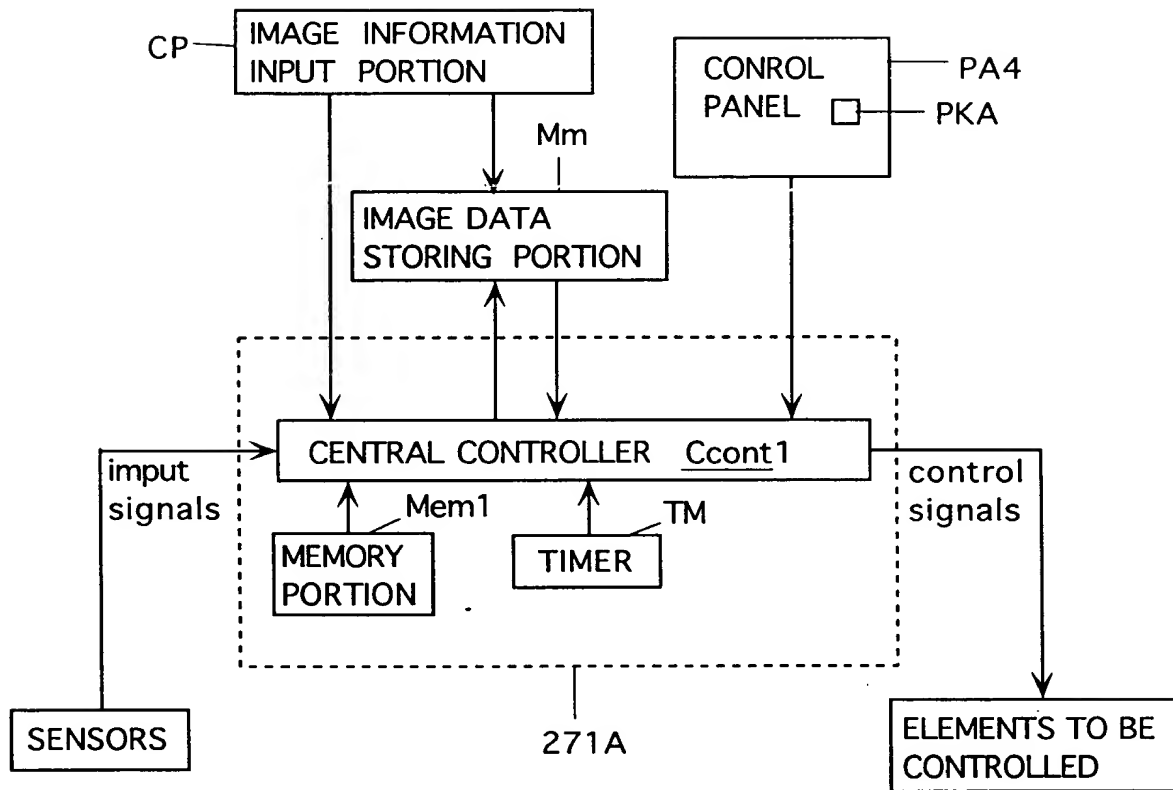 CP
IMAGE INFORMATION
INPUT PORTION
CONROL
PANEL
PA4
PKA
Mm
IMAGE DATA
STORING PORTION
CENTRAL CONTROLLER Ccont1
imput
signals
control
signals
Mem1
TM
MEMORY
PORTION
TIMER
SENSORS
271A
ELEMENTS TO BE
CONTROLLED